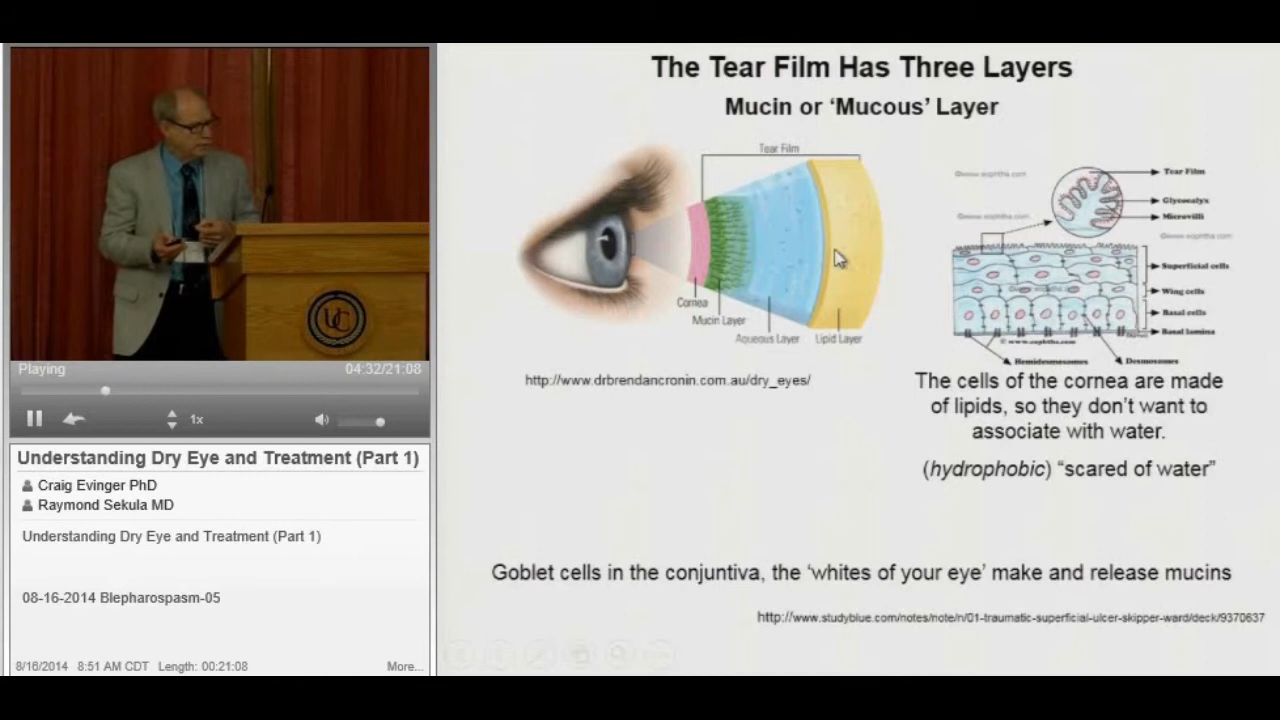 UC
Playing
04:32/21:08
1x
Understanding Dry Eye and Treatment (Part 1)
Craig Evinger PhD
Raymond Sekula MD
Understanding Dry Eye and Treatment (Part 1)
08-16-2014 Blepharospasm-05
8/16/2014 8:51 AM CDT Length: 00:21:08
More...
The Tear Film Has Three Layers
Mucin or ‘Mucous’ Layer
Tear Film
Cornea
Mucin Layer
Aqueous Layer
Lipid Layer
http://www.drbrendancronin.com.au/dry_eyes/
Tear Film
Glycocalyx
Microvilli
Superficial cells
Wing cells
Basal cells
Basal lamina
Hemidesmosomes
Desmosomes
The cells of the cornea are made
of lipids, so they don’t want to
associate with water.
(hydrophobic) “scared of water”
Goblet cells in the conjuntiva, the ‘whites of your eye’ make and release mucins
http://www.studyblue.com/notes/note/n/01-traumatic-superficial-ulcer-skipper-ward/deck/9370637